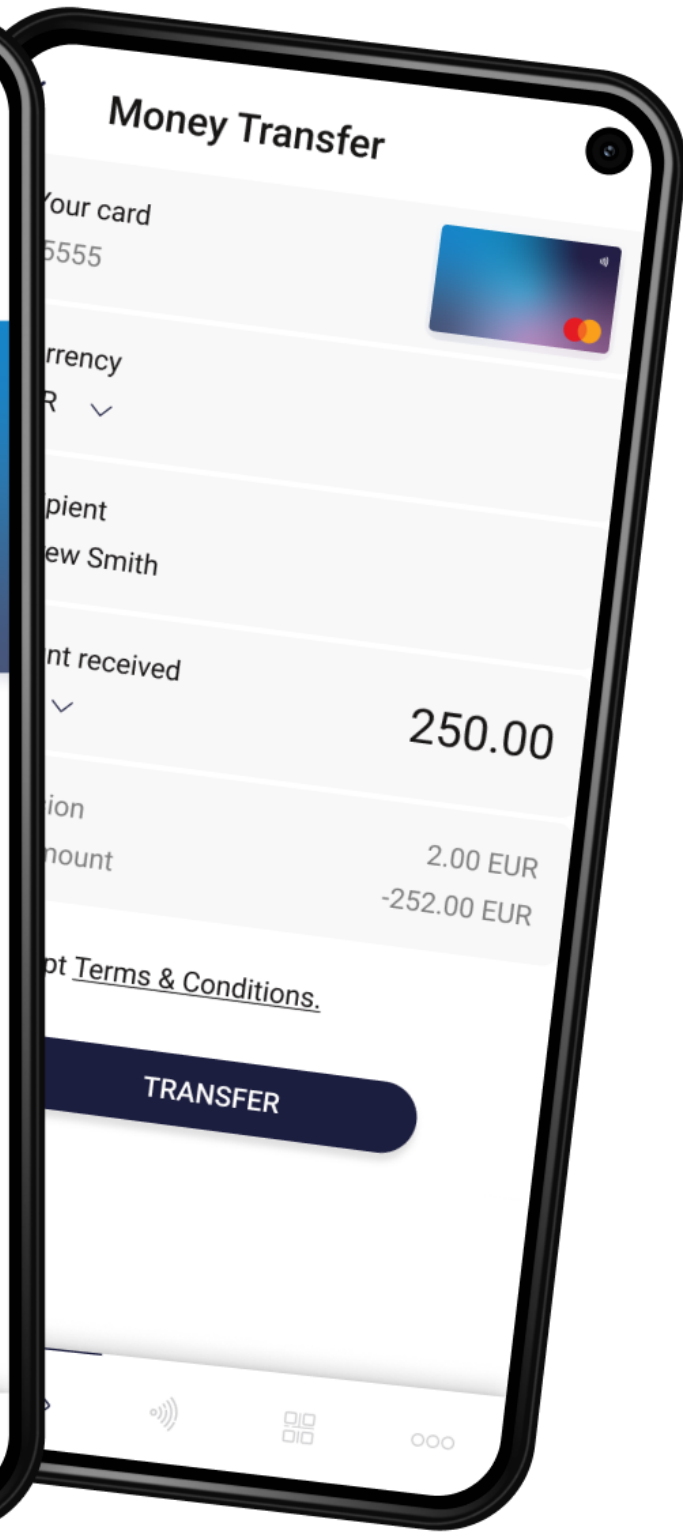 Money Transfer
Your card
5555
rrency
R
pient
ew Smith
nt received
250.00
ion
2.00 EUR
mount
-252.00 EUR
pt Terms & Conditions.
TRANSFER